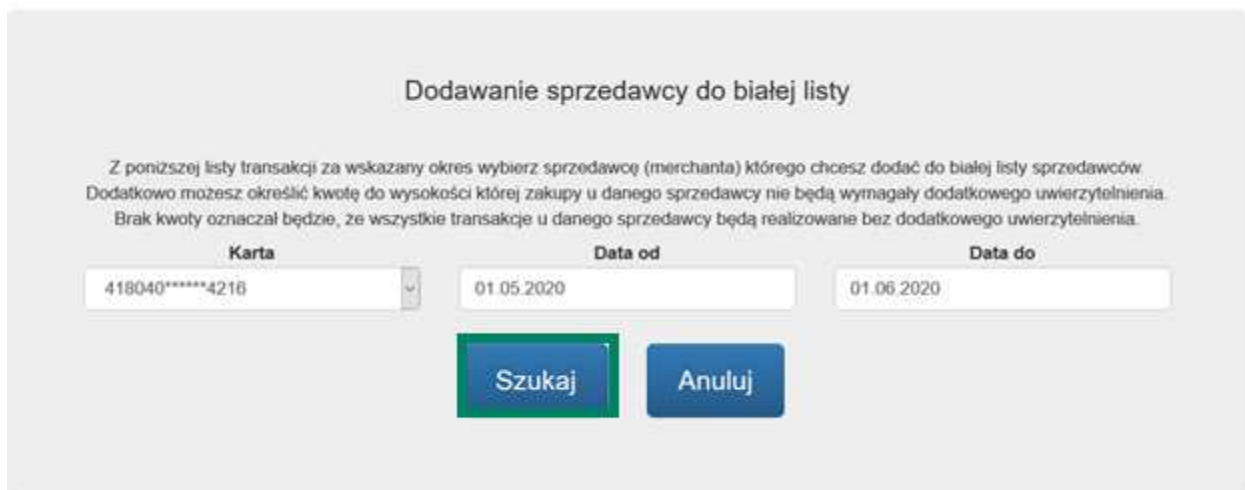 Dodawanie sprzedawcy do białej listy
Z poniższej listy transakcji za wskazany okres wybierz sprzedawcę (merchanta) którego chcesz dodać do białej listy sprzedawców.
Dodatkowo możesz określić kwotę do wysokości której zakupy u danego sprzedawcy nie będą wymagały dodatkowego uwierzytelnienia.
Brak kwoty oznaczał będzie, że wszystkie transakcje u danego sprzedawcy będą realizowane bez dodatkowego uwierzytelnienia.
Karta Data od Data do
418040******4216 01.05.2020 01.06.2020
Szukaj Anuluj